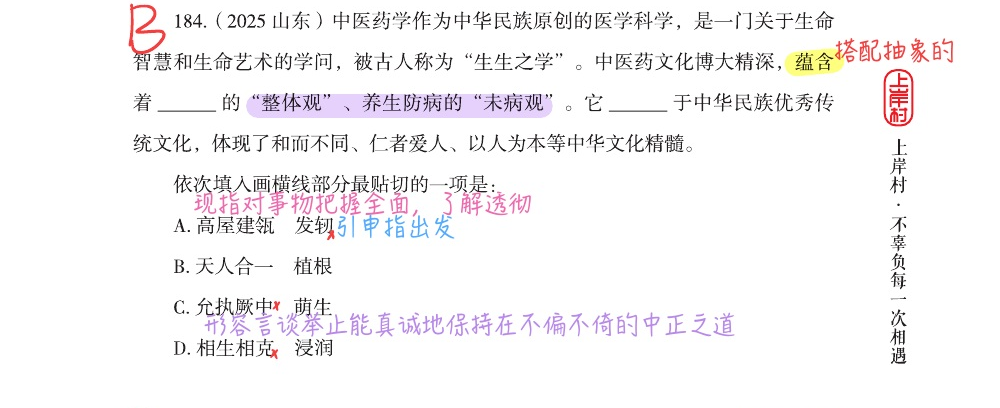 B 184.（2025 山东）中医药学作为中华民族原创的医学科学，是一门关于生命
智慧和生命艺术的学问，被古人称为“生生之学”。中医药文化博大精深，蕴含
搭配抽象的
着 ______ 的“整体观”、养生防病的“未病观”。它 ______ 于中华民族优秀传
统文化，体现了和而不同、仁者爱人、以人为本等中华文化精髓。
依次填入画横线部分最贴切的一项是：
现指对事物把握全面，了解透彻
A. 高屋建瓴 发轫 引申指出发
B. 天人合一 植根
C. 允执厥中 萌生
形容言谈举止能真诚地保持在不偏不倚的中正之道
D. 相生相克 浸润
上岸村
上岸村·不辜负每一次相遇